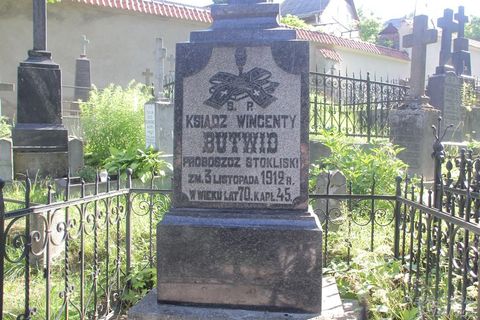 Ś. P.
KSIĄDZ WINCENTY
BUTWID
PROBOSZCZ STOKLISKI
ZM. 3 LISTOPADA 1912 R.
W WIEKU LAT 70. KAPŁ. 45.